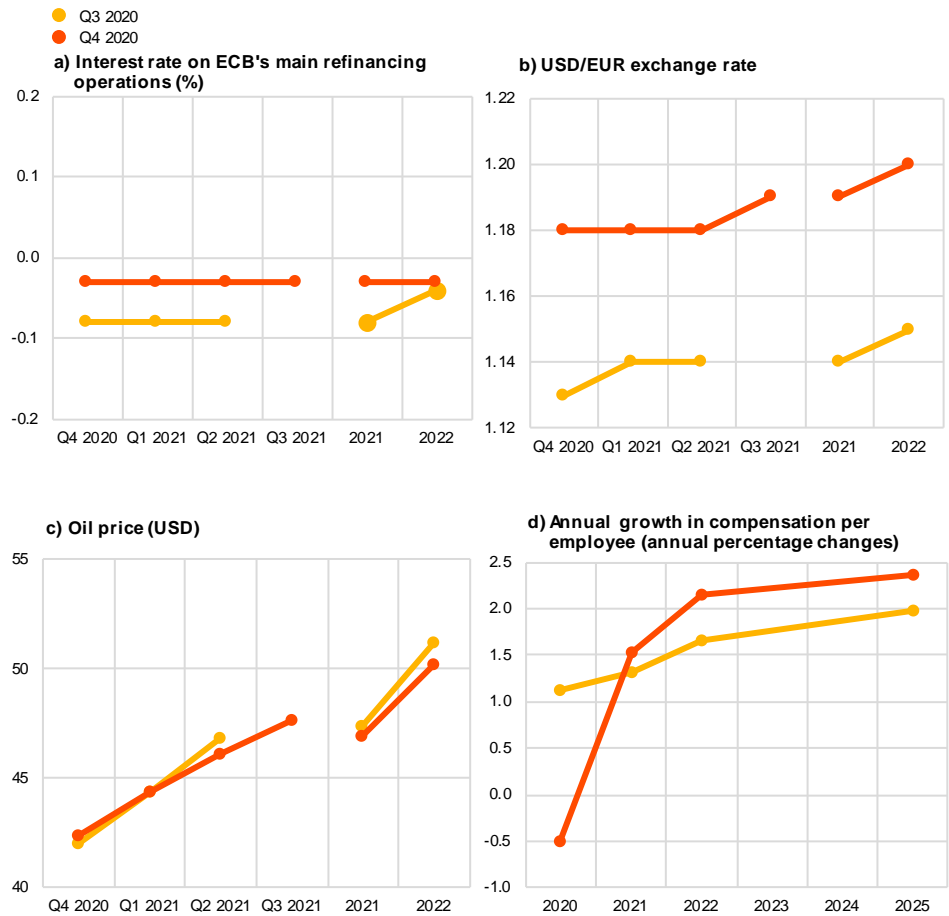 Q3 2020
Q4 2020
a) Interest rate on ECB's main refinancing
operations (%)
0.2
0.1
0.0
-0.1
-0.2
Q4 2020 Q1 2021 Q2 2021 Q3 2021 2021 2022
b) USD/EUR exchange rate
1.22
1.20
1.18
1.16
1.14
1.12
Q4 2020 Q1 2021 Q2 2021 Q3 2021 2021 2022
c) Oil price (USD)
55
50
45
40
Q4 2020 Q1 2021 Q2 2021 Q3 2021 2021 2022
d) Annual growth in compensation per
employee (annual percentage changes)
2.5
2.0
1.5
1.0
0.5
0.0
-0.5
-1.0
2020 2021 2022 2023 2024 2025